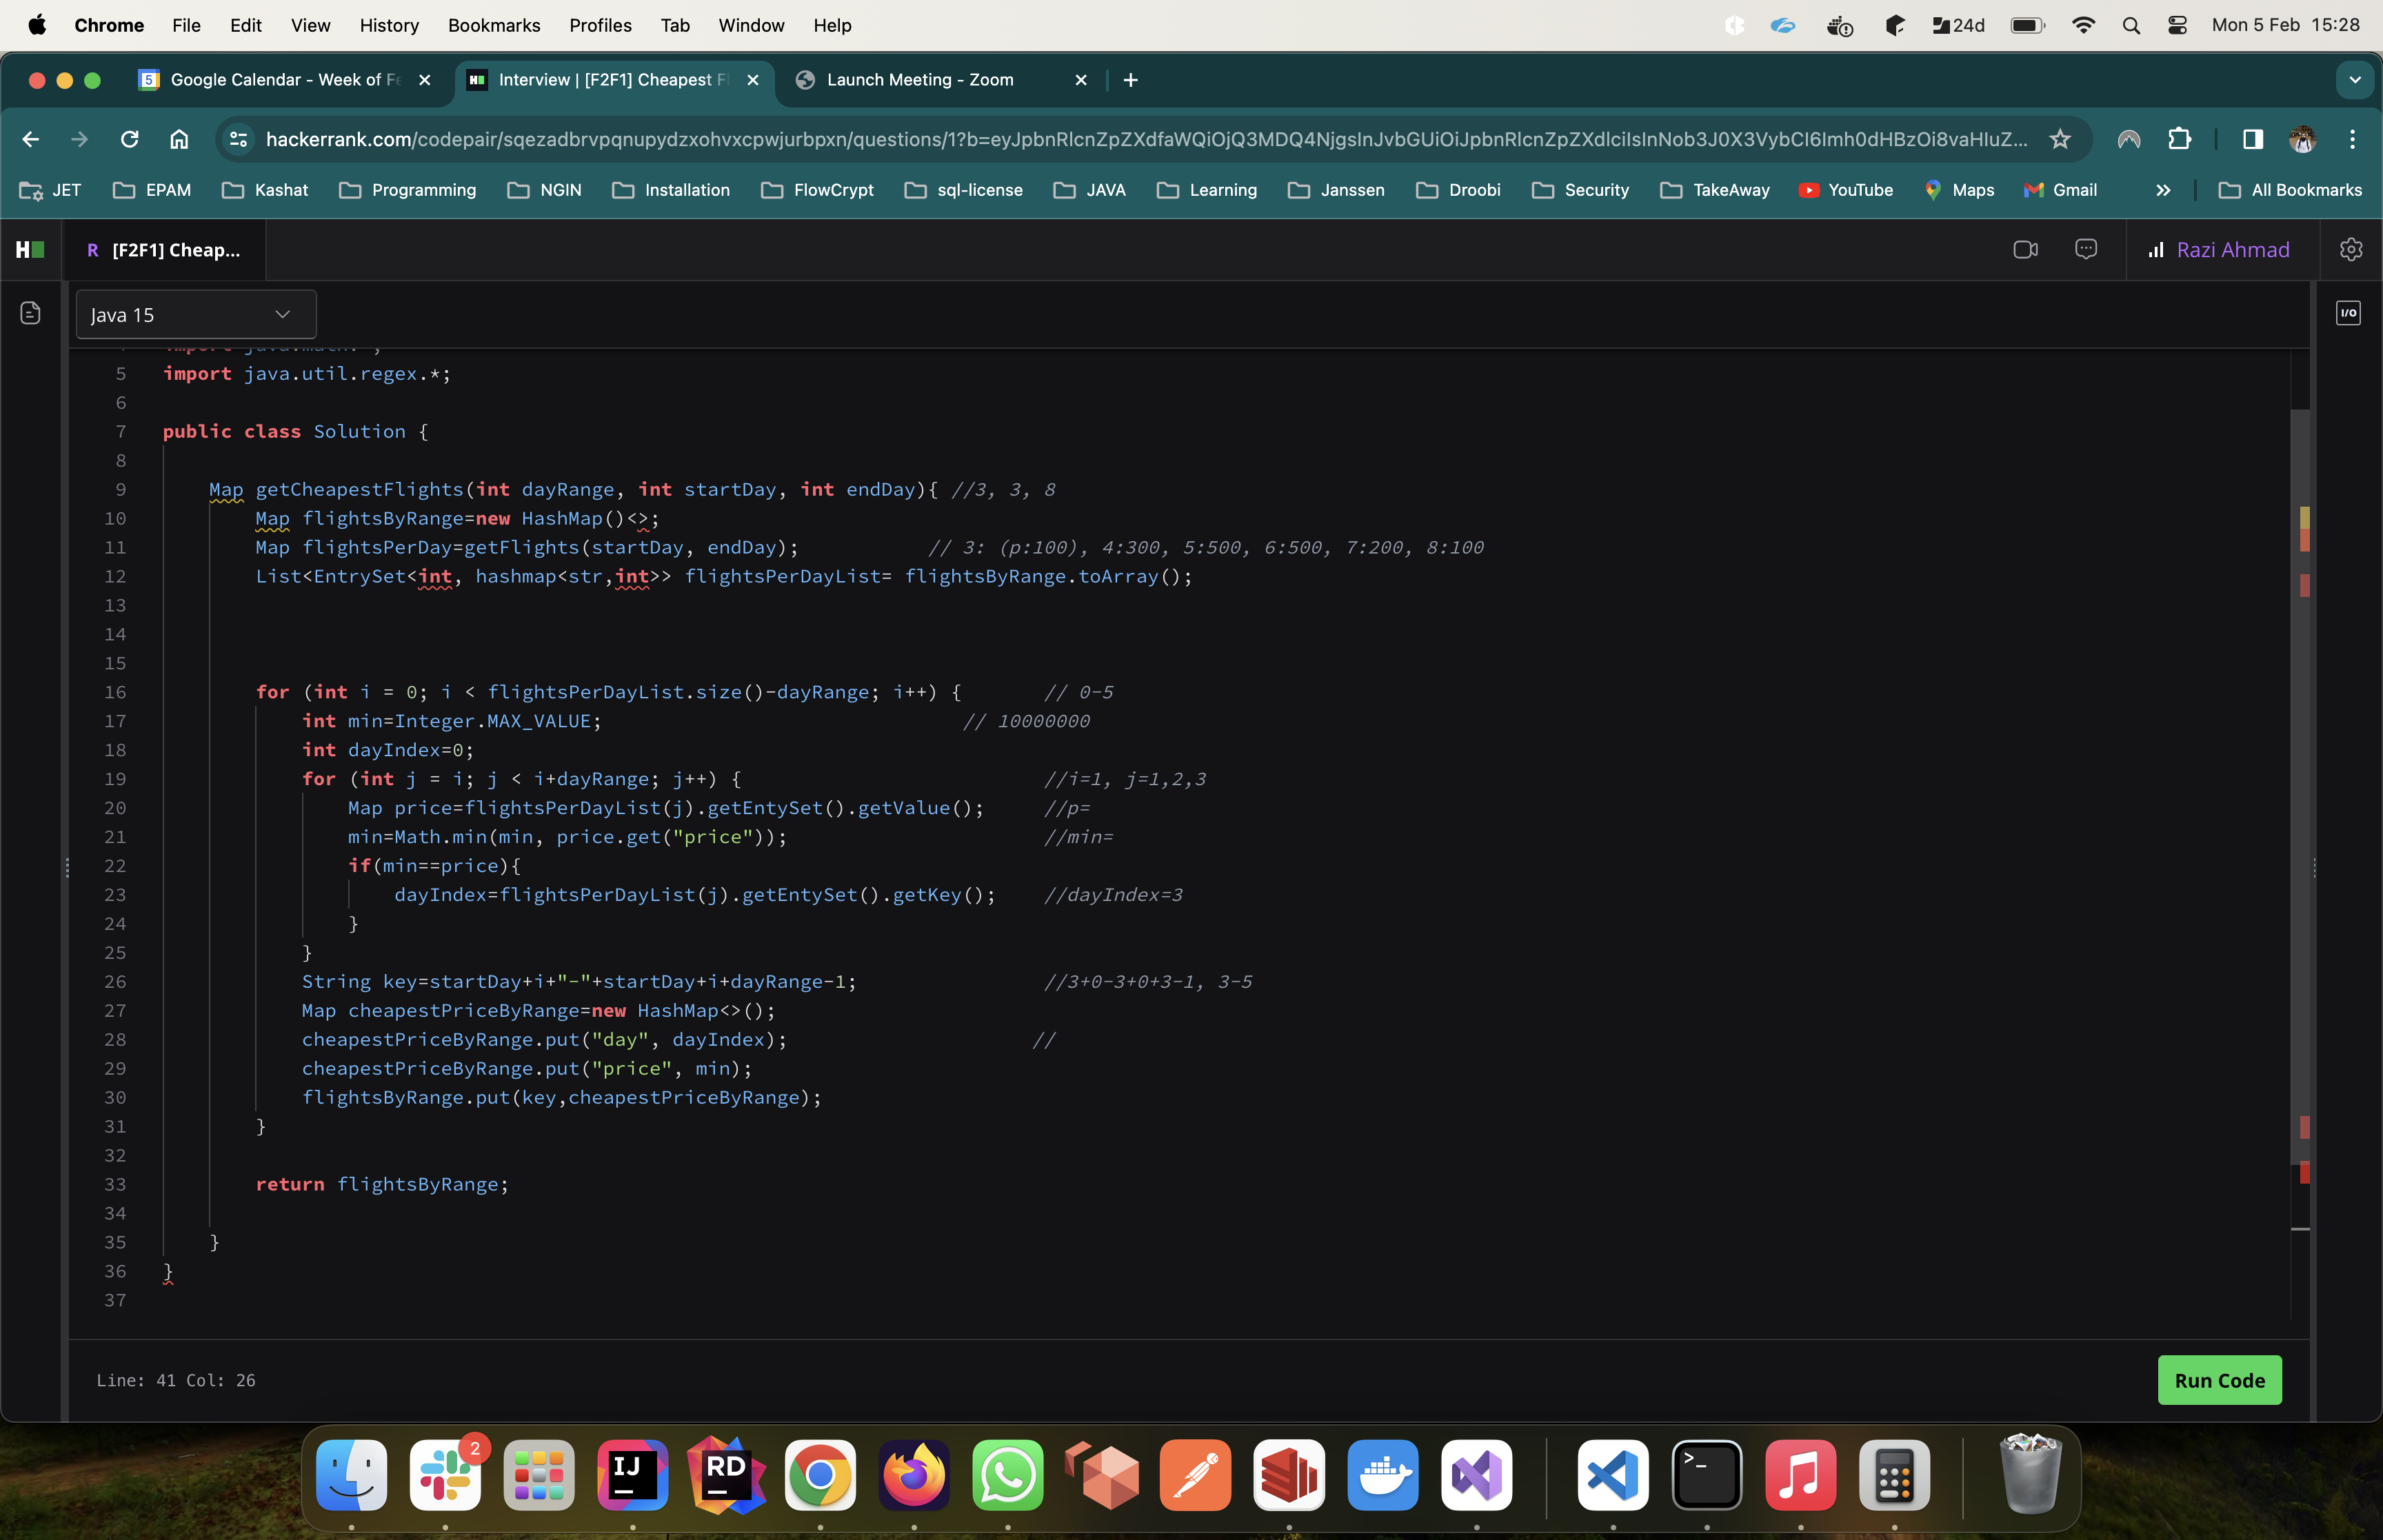 Chrome File Edit View History Bookmarks Profiles Tab Window Help 24d Mon 5 Feb 15:28
5 Google Calendar - Week of Fe Interview | [F2F1] Cheapest Fl Launch Meeting - Zoom
JET EPAM Kashat Programming NGIN Installation FlowCrypt sql-license JAVA Learning Janssen Droobi Security TakeAway YouTube Maps Gmail All Bookmarks
H R [F2F1] Cheap... Razi Ahmad
Java 15 I/O
5 import java.util.regex.*;
6
7 public class Solution {
8
9 Map getCheapestFlights(int dayRange, int startDay, int endDay){ //3, 3, 8
10 Map flightsByRange=new HashMap()<>;
11 Map flightsPerDay=getFlights(startDay, endDay); // 3: (p:100), 4:300, 5:500, 6:500, 7:200, 8:100
12 List<EntrySet<int, hashmap<str,int>> flightsPerDayList= flightsByRange.toArray();
13
14
15
16 for (int i = 0; i < flightsPerDayList.size()-dayRange; i++) { // 0-5
17 int min=Integer.MAX_VALUE; // 10000000
18 int dayIndex=0;
19 for (int j = i; j < i+dayRange; j++) { //i=1, j=1,2,3
20 Map price=flightsPerDayList(j).getEntySet().getValue(); //p=
21 min=Math.min(min, price.get("price")); //min=
22 if(min==price){
23 dayIndex=flightsPerDayList(j).getEntySet().getKey(); //dayIndex=3
24 }
25 }
26 String key=startDay+i+"-"+startDay+i+dayRange-1; //3+0-3+0+3-1, 3-5
27 Map cheapestPriceByRange=new HashMap<>();
28 cheapestPriceByRange.put("day", dayIndex); //
29 cheapestPriceByRange.put("price", min);
30 flightsByRange.put(key,cheapestPriceByRange);
31 }
32
33 return flightsByRange;
34
35 }
36 }
37
Line: 41 Col: 26 Run Code
2 IJ RD